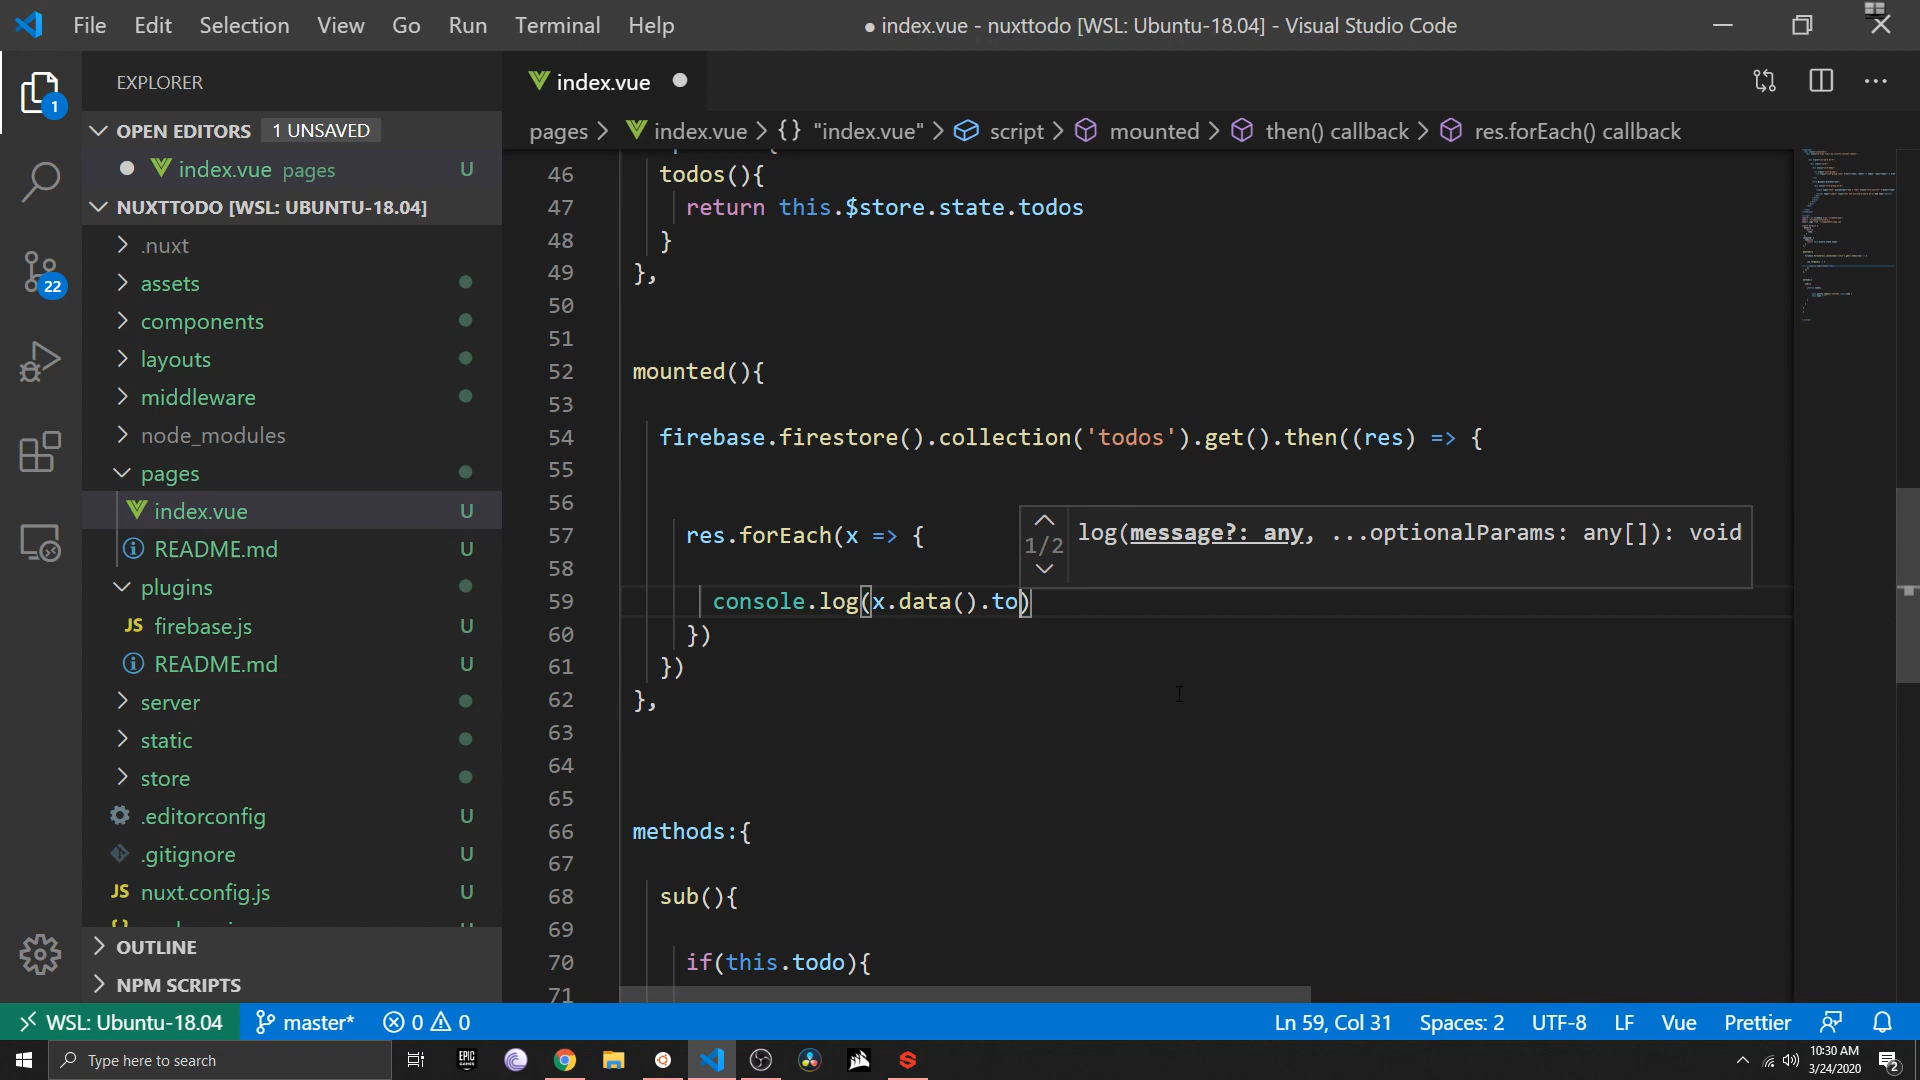 File Edit Selection View Go Run Terminal Help
● index.vue - nuxttodo [WSL: Ubuntu-18.04] - Visual Studio Code
EXPLORER
index.vue
1
OPEN EDITORS 1 UNSAVED
index.vue pages U
pages > index.vue > {} "index.vue" > script > mounted > then() callback > res.forEach() callback
NUXTTODO [WSL: UBUNTU-18.04]
.nuxt
22
assets
components
layouts
middleware
node_modules
pages
index.vue U
README.md U
plugins
JS firebase.js U
README.md U
server
static
store
.editorconfig U
.gitignore U
JS nuxt.config.js U
OUTLINE
NPM SCRIPTS
46 todos(){
47 return this.$store.state.todos
48 }
49 },
50
51
52 mounted(){
53
54 firebase.firestore().collection('todos').get().then((res) => {
55
56
57 res.forEach(x => {
58
59 console.log(x.data().to)
60 })
61 })
62 },
63
64
65
66 methods:{
67
68 sub(){
69
70 if(this.todo){
71
1/2
log(message?: any, ...optionalParams: any[]): void
WSL: Ubuntu-18.04 master* 0 0 Ln 59, Col 31 Spaces: 2 UTF-8 LF Vue Prettier
Type here to search
EPIC GAMES
10:30 AM
3/24/2020
2